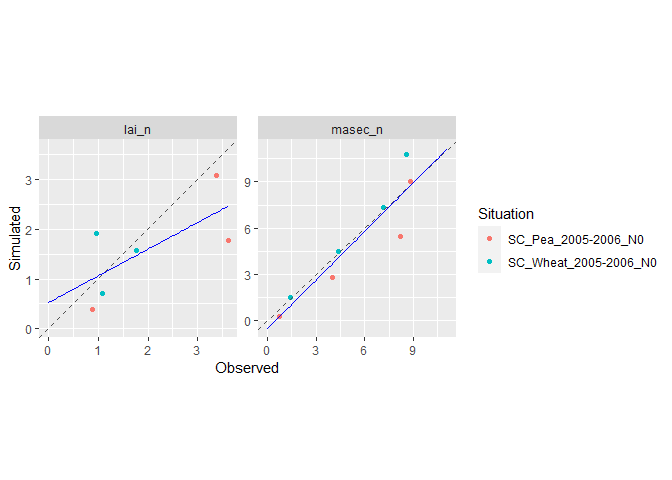 lai_n
masec_n
3
2
1
0
Simulated
0
1
2
3
9
6
3
0
0
3
6
9
Observed
Situation
SC_Pea_2005-2006_N0
SC_Wheat_2005-2006_N0